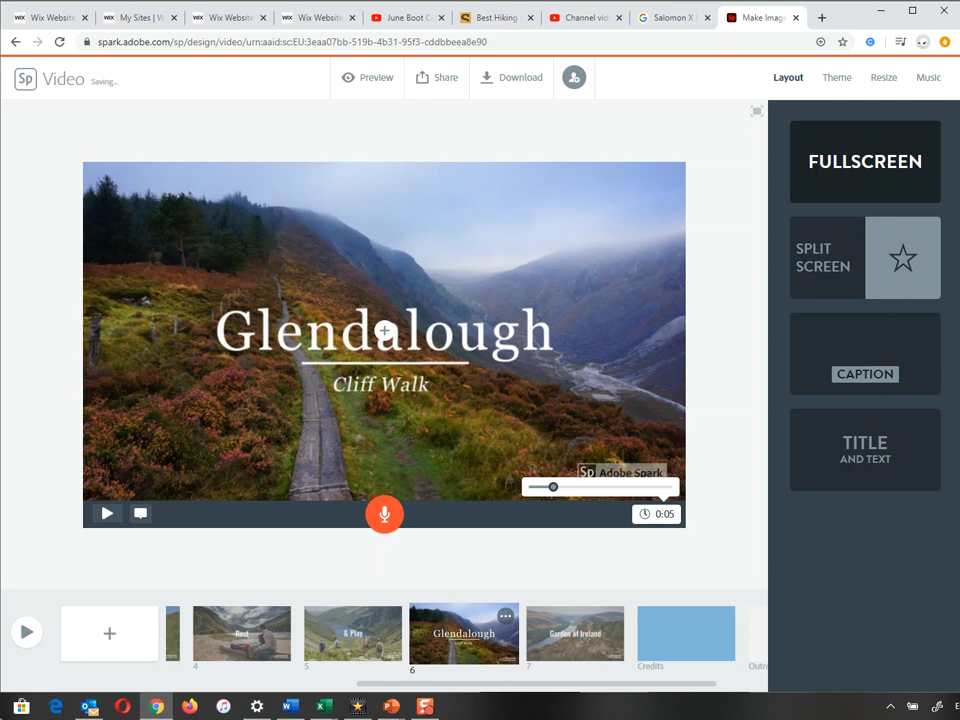 Wix Website
My Sites | W
Wix Website
Wix Website
June Boot C
Best Hiking
Channel vid
Salomon X
Make Imag
spark.adobe.com/sp/design/video/urn:aaid:sc:EU:3eaa07bb-519b-4b31-95f3-cddbbeea8e90
Sp Video Saving...
Preview
Share
Download
Layout
Theme
Resize
Music
FULLSCREEN
SPLIT
SCREEN
CAPTION
TITLE
AND TEXT
Glendalough
Cliff Walk
Sp Adobe Spark
0:05
Rest
& Play
Glendalough
Garden of Ireland
4
5
6
7
Credits
Outro